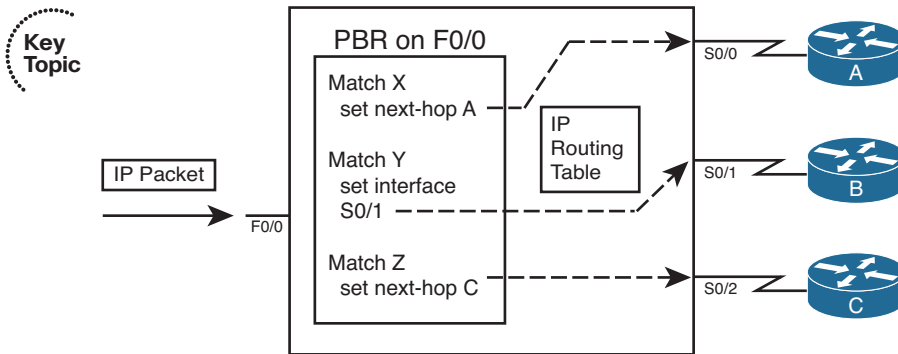 Key
Topic
PBR on F0/0
Match X
set next-hop A
Match Y
set interface
S0/1
Match Z
set next-hop C
IP
Routing
Table
IP Packet
F0/0
S0/0
A
S0/1
B
S0/2
C